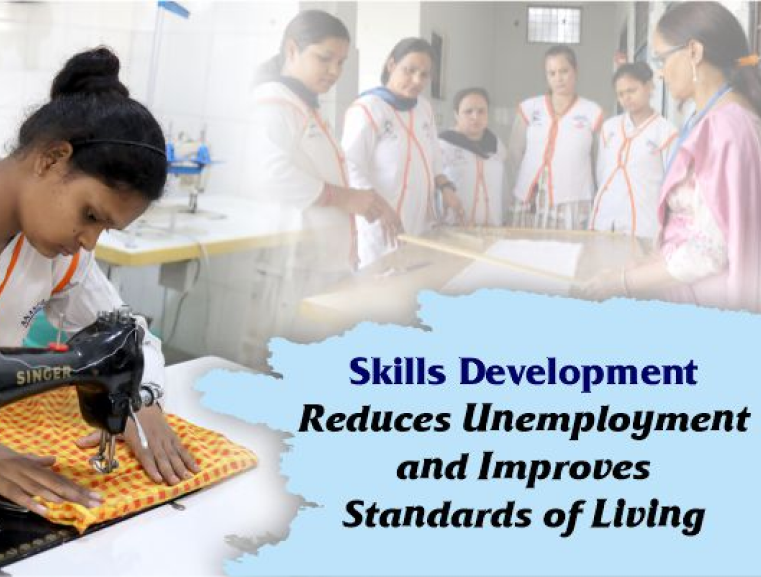 SINGER
Skills Development
Reduces Unemployment
and Improves
Standards of Living